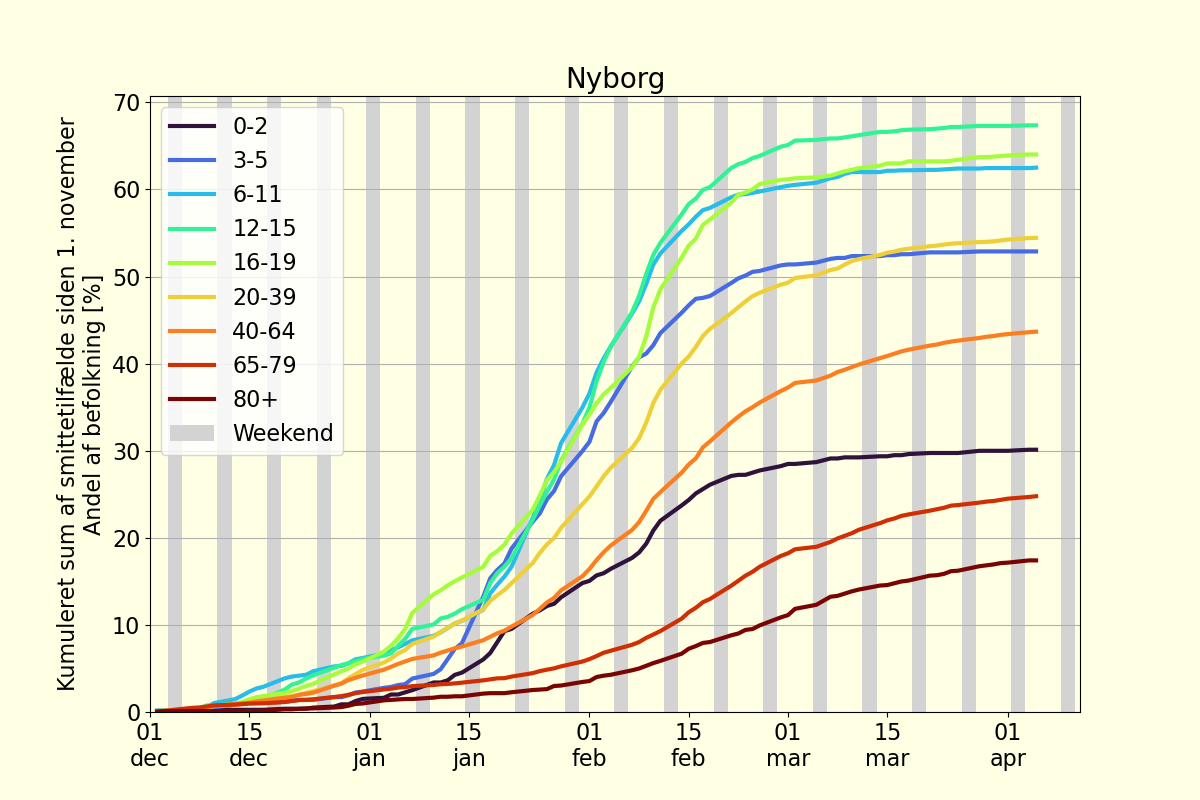 Nyborg
Kumuleret sum af smittetilfælde siden 1. november
Andel af befolkning [%]
70
60
50
40
30
20
10
0
0-2
3-5
6-11
12-15
16-19
20-39
40-64
65-79
80+
Weekend
01 15 01 15 01 15 01 15 01
dec dec jan jan feb feb mar mar apr